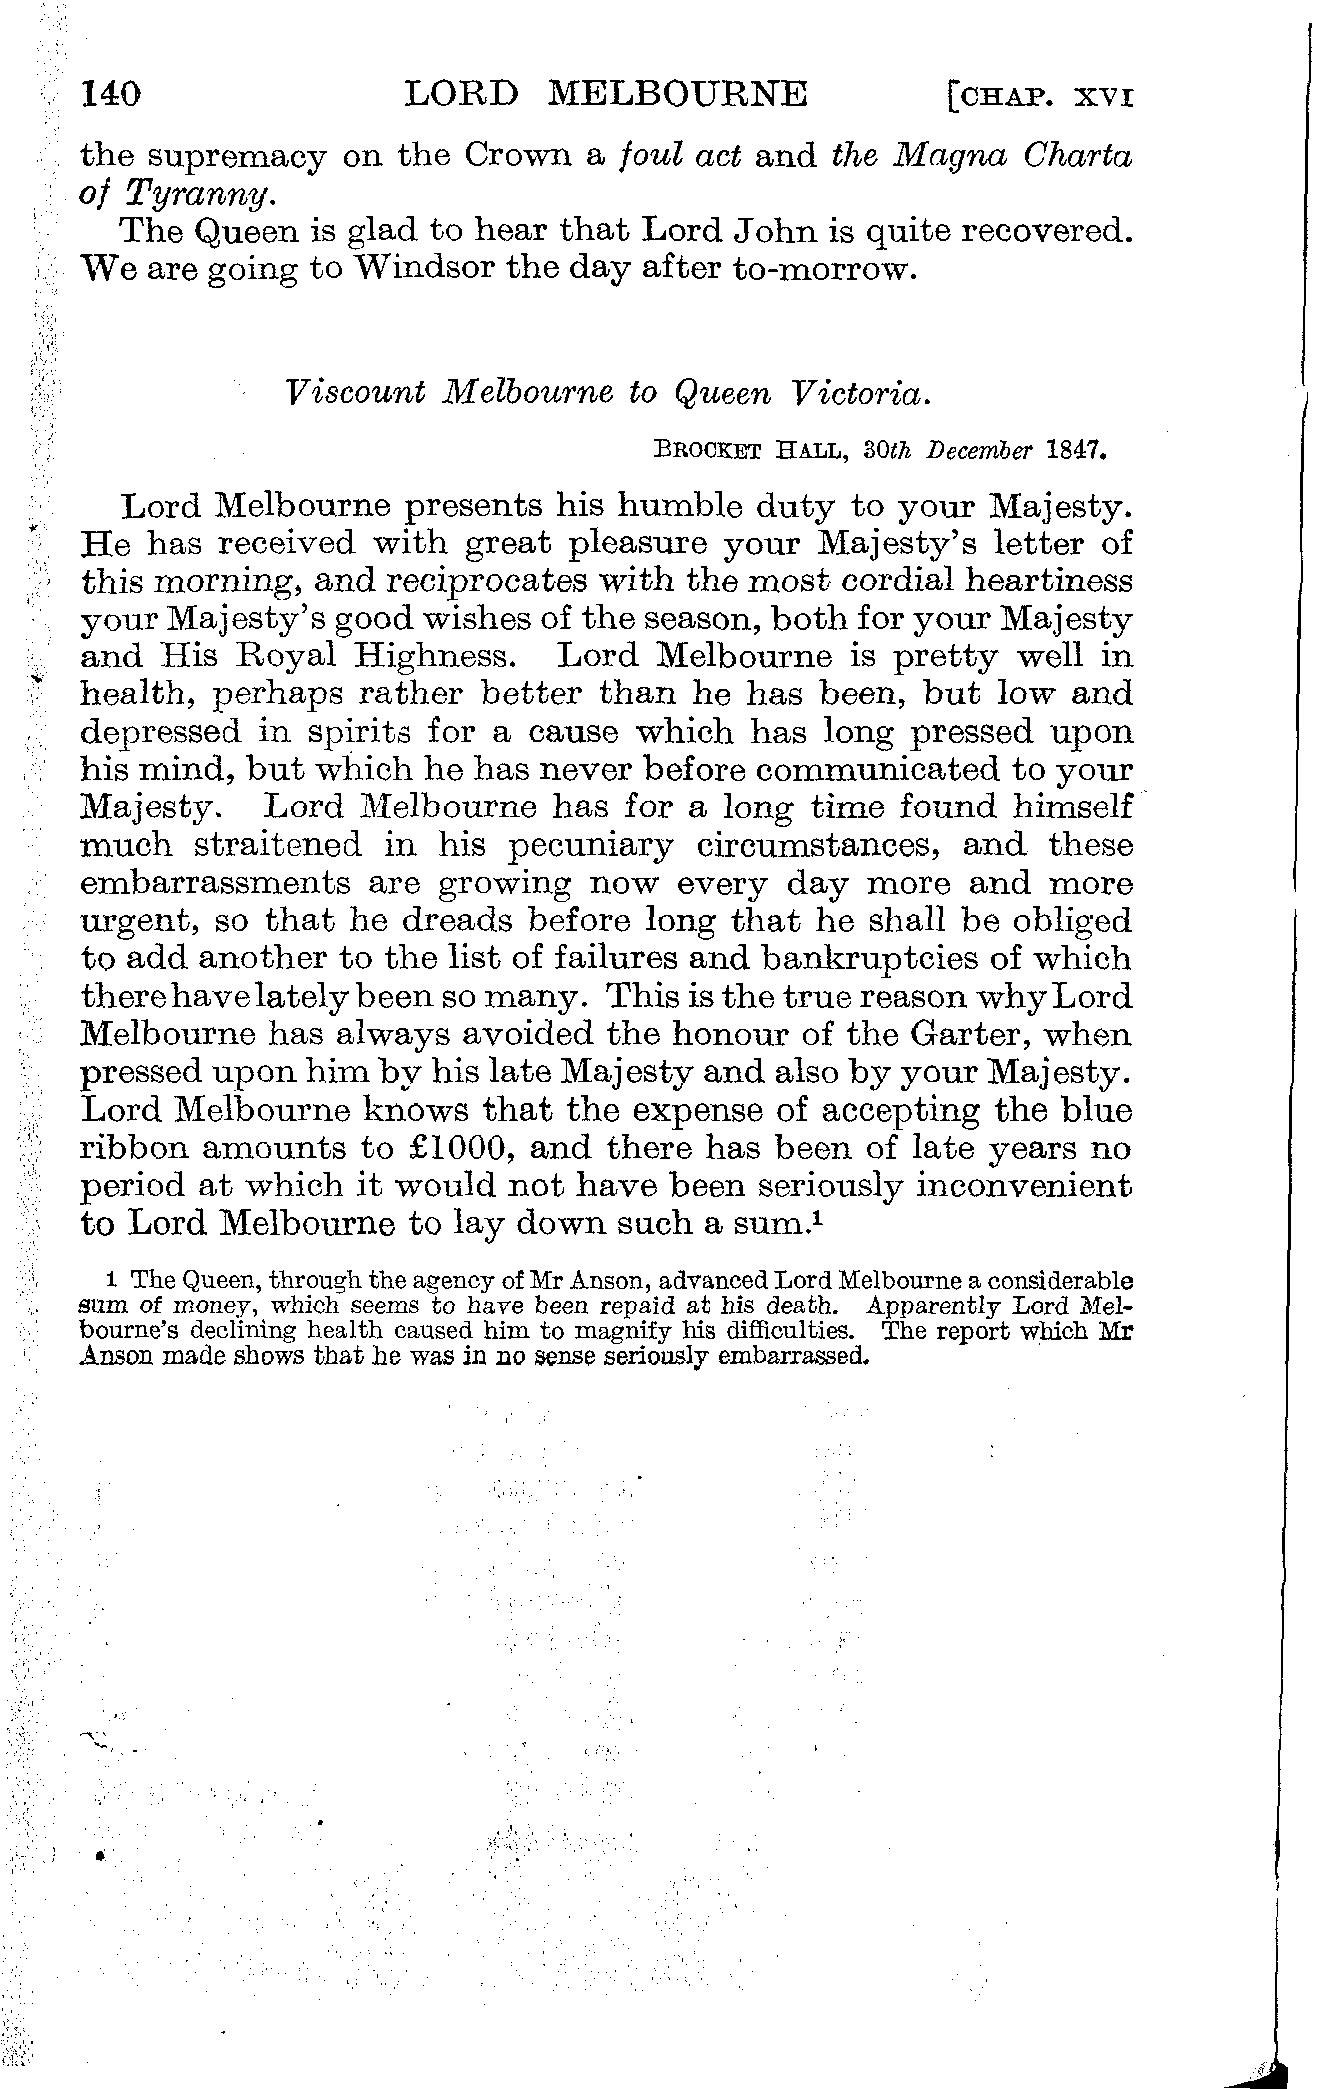 140 LORD MELBOURNE [CHAP. XVI
the supremacy on the Crown a foul act and the Magna Charta
of Tyranny.
The Queen is glad to hear that Lord John is quite recovered.
We are going to Windsor the day after to-morrow.
Viscount Melbourne to Queen Victoria.
BROCKET HALL, 30th December 1847.
Lord Melbourne presents his humble duty to your Majesty.
He has received with great pleasure your Majesty's letter of
this morning, and reciprocates with the most cordial heartiness
your Majesty's good wishes of the season, both for your Majesty
and His Royal Highness. Lord Melbourne is pretty well in
health, perhaps rather better than he has been, but low and
depressed in spirits for a cause which has long pressed upon
his mind, but which he has never before communicated to your
Majesty. Lord Melbourne has for a long time found himself
much straitened in his pecuniary circumstances, and these
embarrassments are growing now every day more and more
urgent, so that he dreads before long that he shall be obliged
to add another to the list of failures and bankruptcies of which
there have lately been so many. This is the true reason why Lord
Melbourne has always avoided the honour of the Garter, when
pressed upon him by his late Majesty and also by your Majesty.
Lord Melbourne knows that the expense of accepting the blue
ribbon amounts to £1000, and there has been of late years no
period at which it would not have been seriously inconvenient
to Lord Melbourne to lay down such a sum.¹
1 The Queen, through the agency of Mr Anson, advanced Lord Melbourne a considerable
sum of money, which seems to have been repaid at his death. Apparently Lord Mel-
bourne's declining health caused him to magnify his difficulties. The report which Mr
Anson made shows that he was in no sense seriously embarrassed.